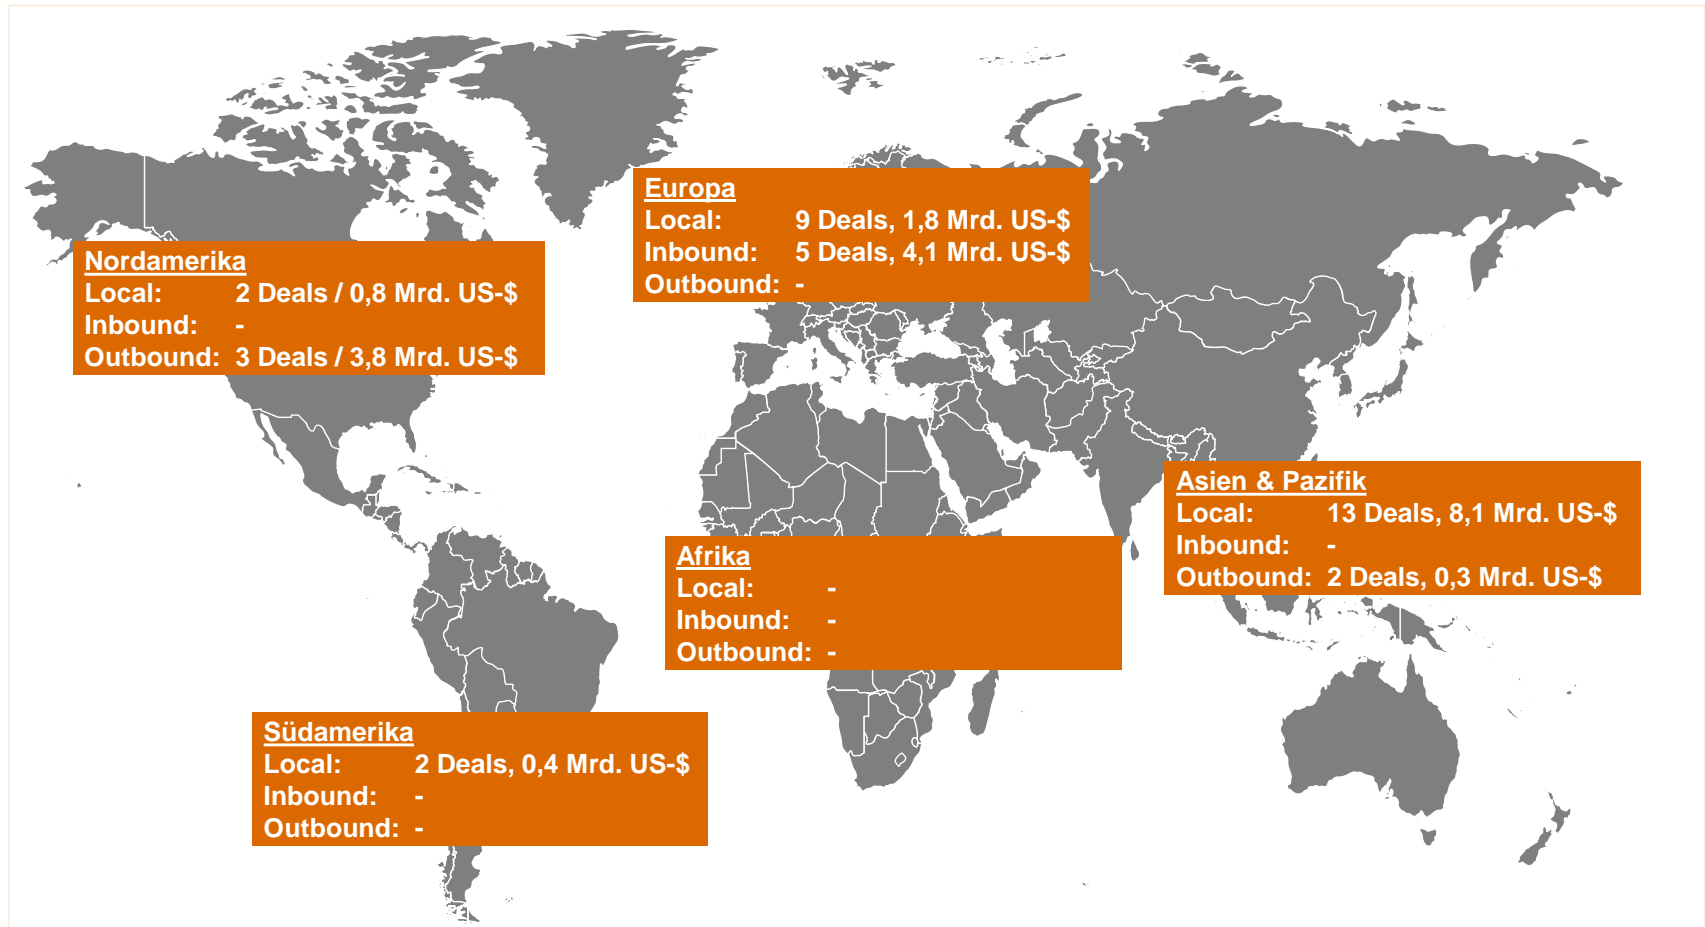 Europa
Local: 9 Deals, 1,8 Mrd. US-$
Inbound: 5 Deals, 4,1 Mrd. US-$
Outbound: -
Nordamerika
Local: 2 Deals / 0,8 Mrd. US-$
Inbound: -
Outbound: 3 Deals / 3,8 Mrd. US-$
Asien & Pazifik
Local: 13 Deals, 8,1 Mrd. US-$
Inbound: -
Outbound: 2 Deals, 0,3 Mrd. US-$
Afrika
Local: -
Inbound: -
Outbound: -
Südamerika
Local: 2 Deals, 0,4 Mrd. US-$
Inbound: -
Outbound: -